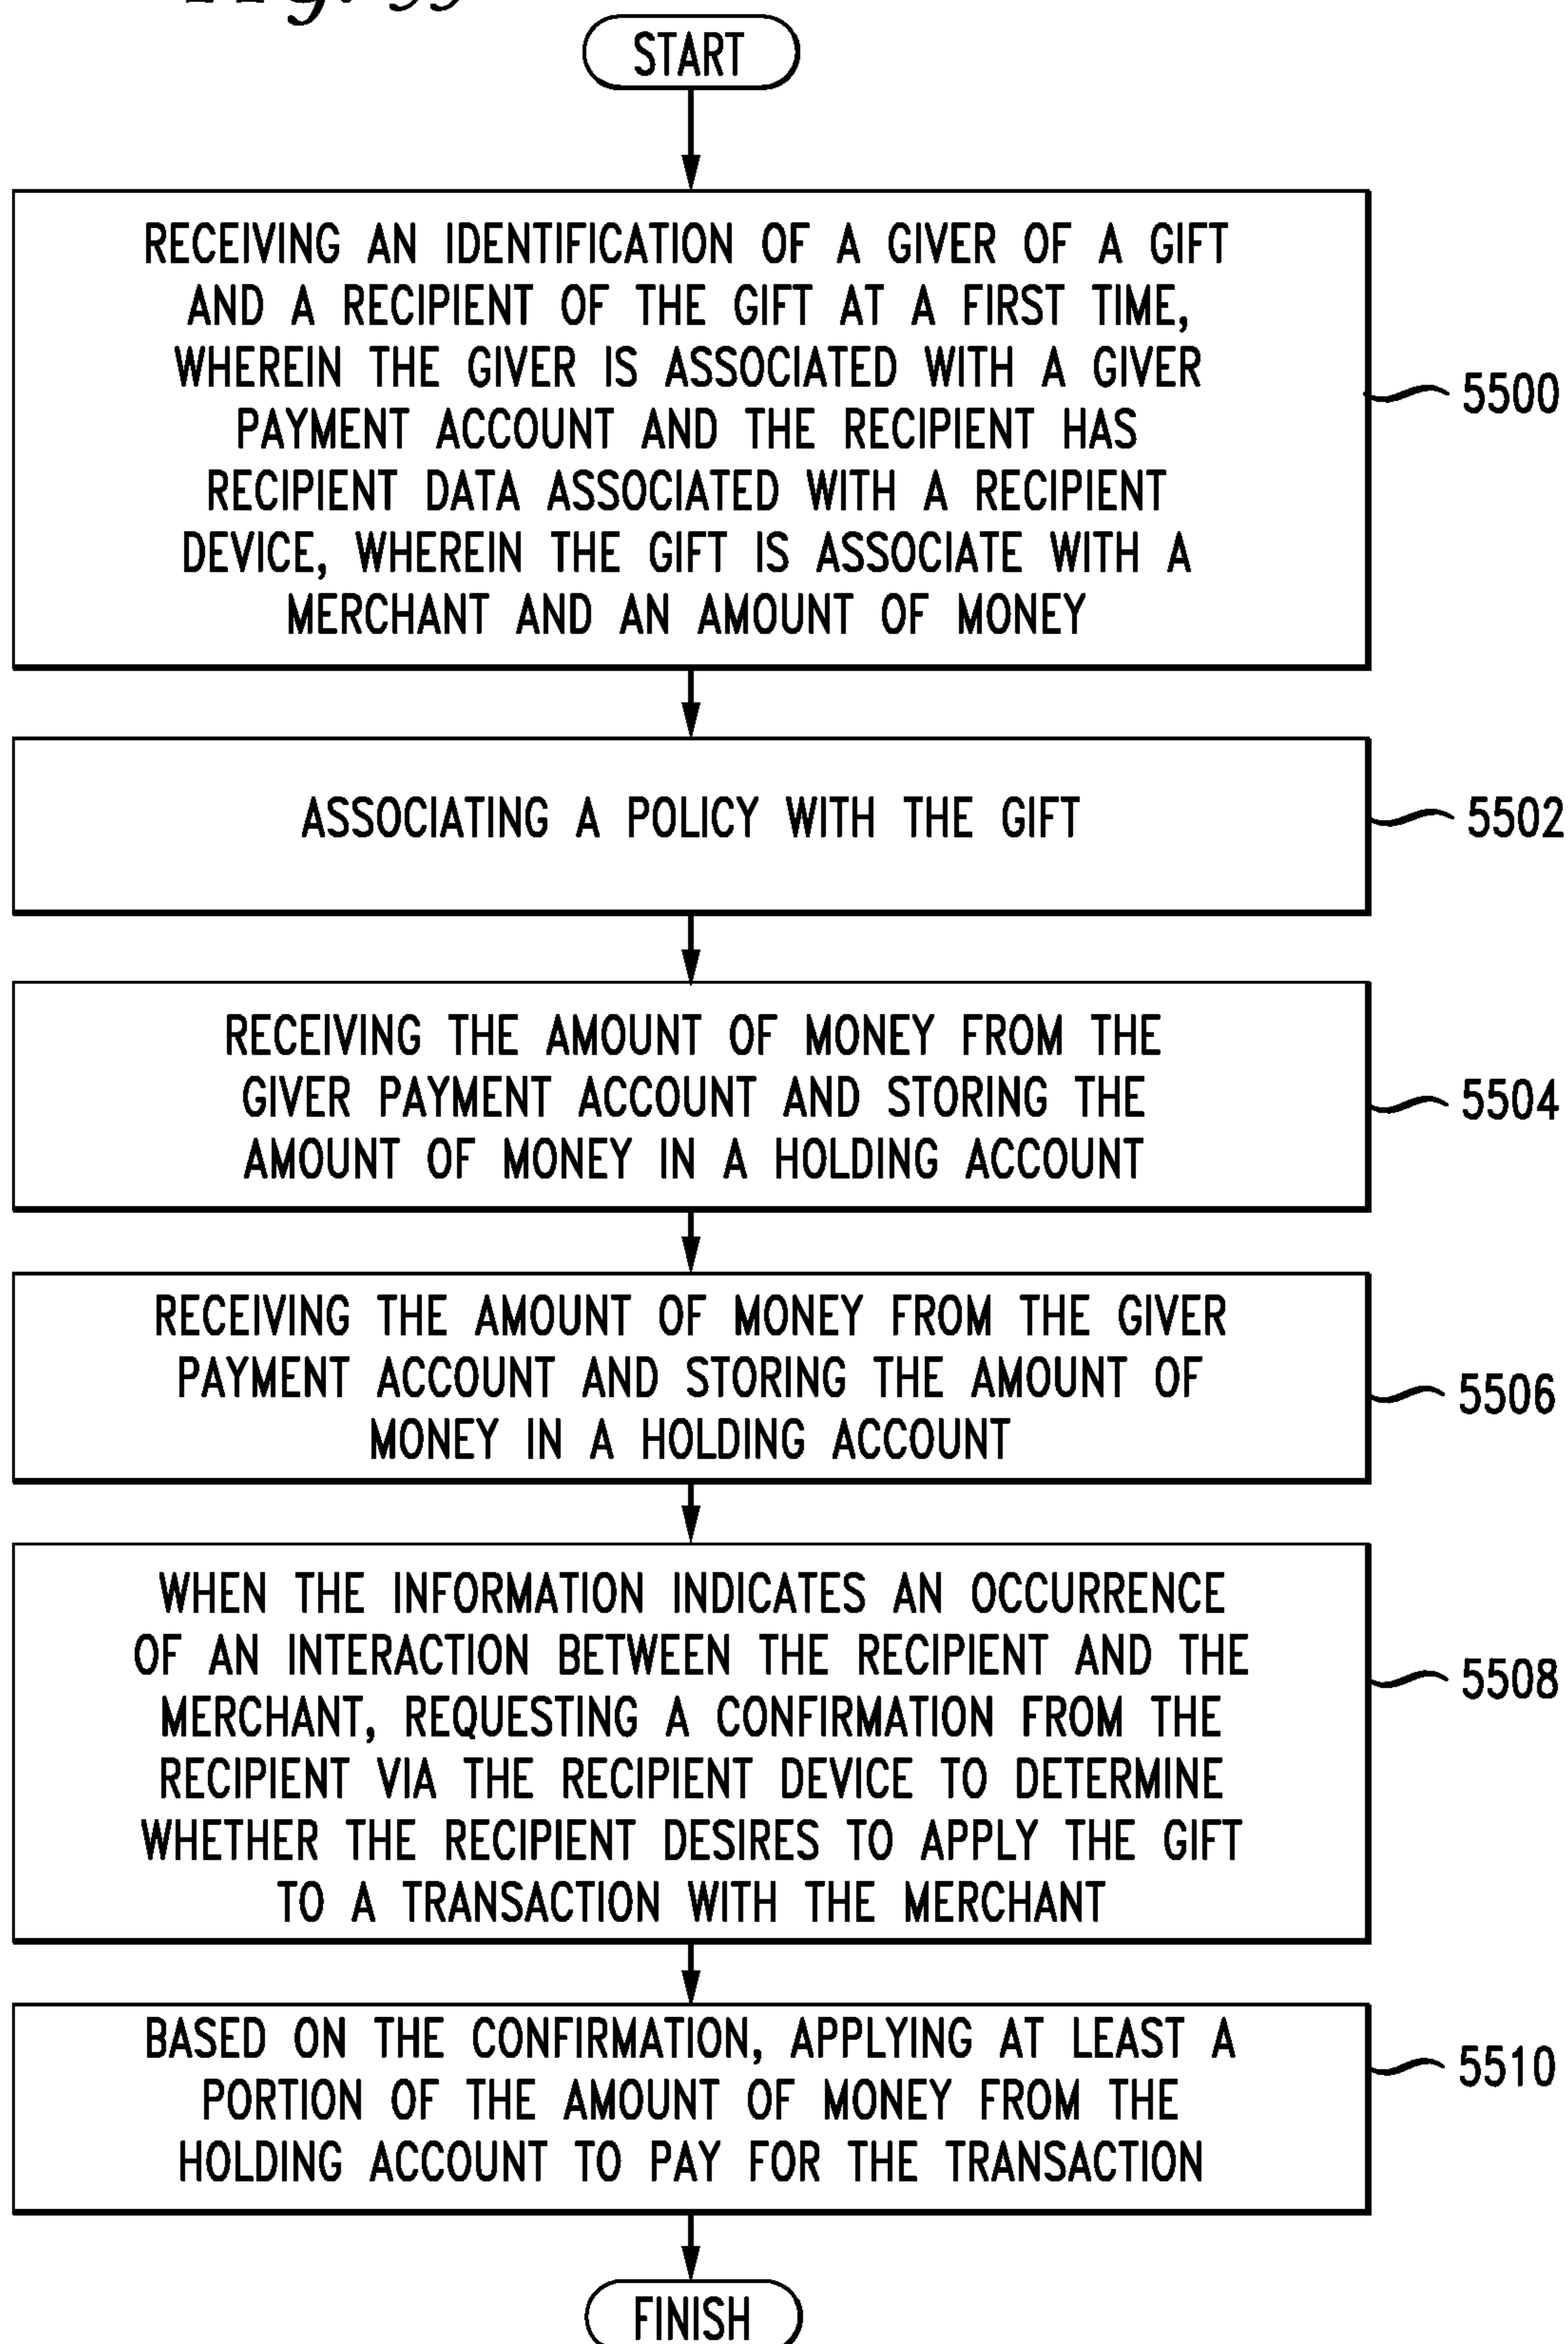 Fig. 55
START
RECEIVING AN IDENTIFICATION OF A GIVER OF A GIFT
AND A RECIPIENT OF THE GIFT AT A FIRST TIME,
WHEREIN THE GIVER IS ASSOCIATED WITH A GIVER
PAYMENT ACCOUNT AND THE RECIPIENT HAS
RECIPIENT DATA ASSOCIATED WITH A RECIPIENT
DEVICE, WHEREIN THE GIFT IS ASSOCIATE WITH A
MERCHANT AND AN AMOUNT OF MONEY
5500
ASSOCIATING A POLICY WITH THE GIFT
5502
RECEIVING THE AMOUNT OF MONEY FROM THE
GIVER PAYMENT ACCOUNT AND STORING THE
AMOUNT OF MONEY IN A HOLDING ACCOUNT
5504
RECEIVING THE AMOUNT OF MONEY FROM THE GIVER
PAYMENT ACCOUNT AND STORING THE AMOUNT OF
MONEY IN A HOLDING ACCOUNT
5506
WHEN THE INFORMATION INDICATES AN OCCURRENCE
OF AN INTERACTION BETWEEN THE RECIPIENT AND THE
MERCHANT, REQUESTING A CONFIRMATION FROM THE
RECIPIENT VIA THE RECIPIENT DEVICE TO DETERMINE
WHETHER THE RECIPIENT DESIRES TO APPLY THE GIFT
TO A TRANSACTION WITH THE MERCHANT
5508
BASED ON THE CONFIRMATION, APPLYING AT LEAST A
PORTION OF THE AMOUNT OF MONEY FROM THE
HOLDING ACCOUNT TO PAY FOR THE TRANSACTION
5510
FINISH